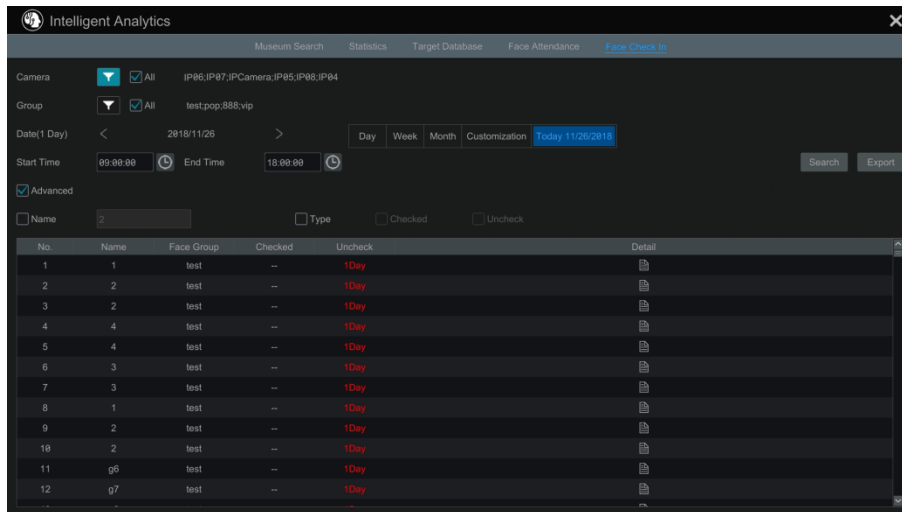 Intelligent Analytics
Museum Search Statistics Target Database Face Attendance Face Check In
Camera All IP06;IP07;IPCamera;IP05;IP08;IP04
Group All test;pop;888;vip
Date(1 Day) < 2018/11/26 > Day Week Month Customization Today 11/26/2018
Start Time 09:00:00 End Time 18:00:00 Search Export
Advanced
Name 2 Type Checked Uncheck
No. Name Face Group Checked Uncheck Detail
1 1 test -- 1Day
2 2 test -- 1Day
3 2 test -- 1Day
4 4 test -- 1Day
5 4 test -- 1Day
6 3 test -- 1Day
7 3 test -- 1Day
8 1 test -- 1Day
9 2 test -- 1Day
10 2 test -- 1Day
11 g6 test -- 1Day
12 g7 test -- 1Day